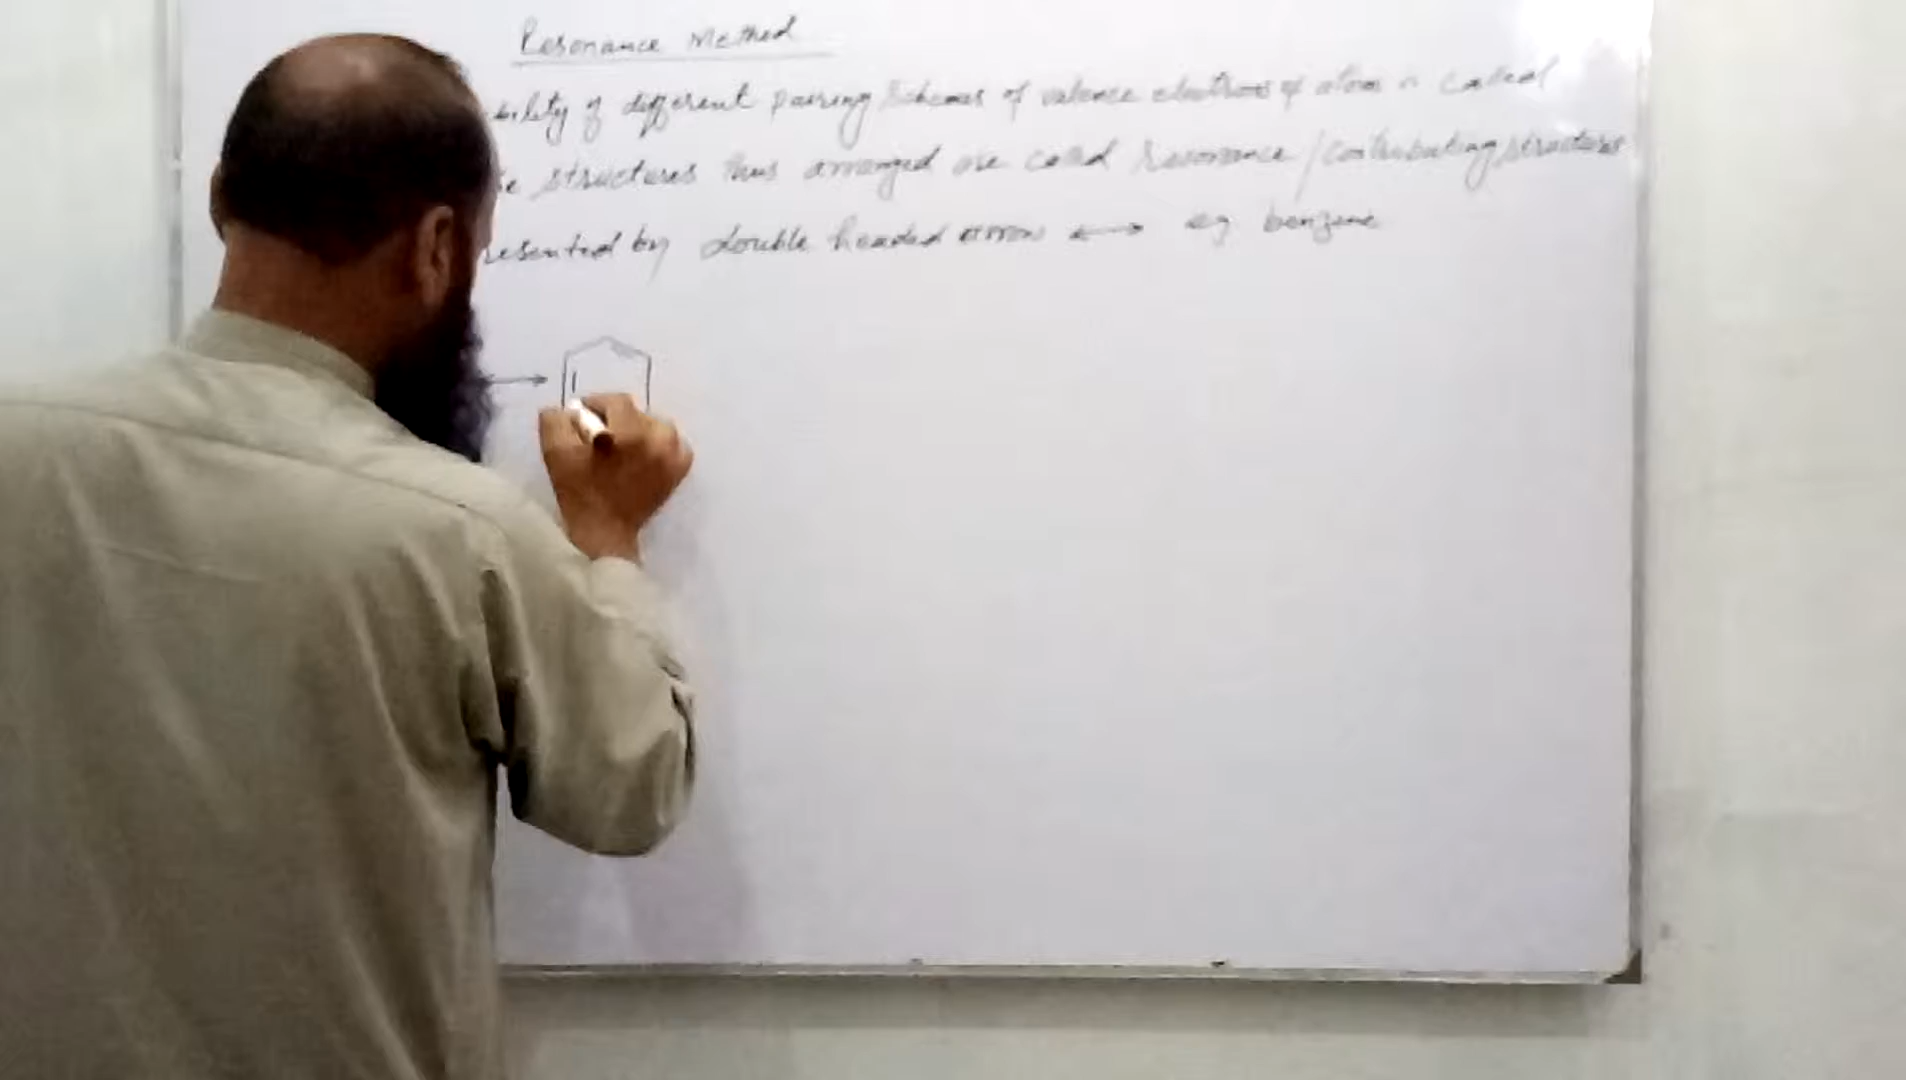 Resonance Method
bility of different pairing schemes of valence electrons of atom is called
structures thus arranged are called resonance / contributing structures
resented by double headed arrow ⟷ eg benzene